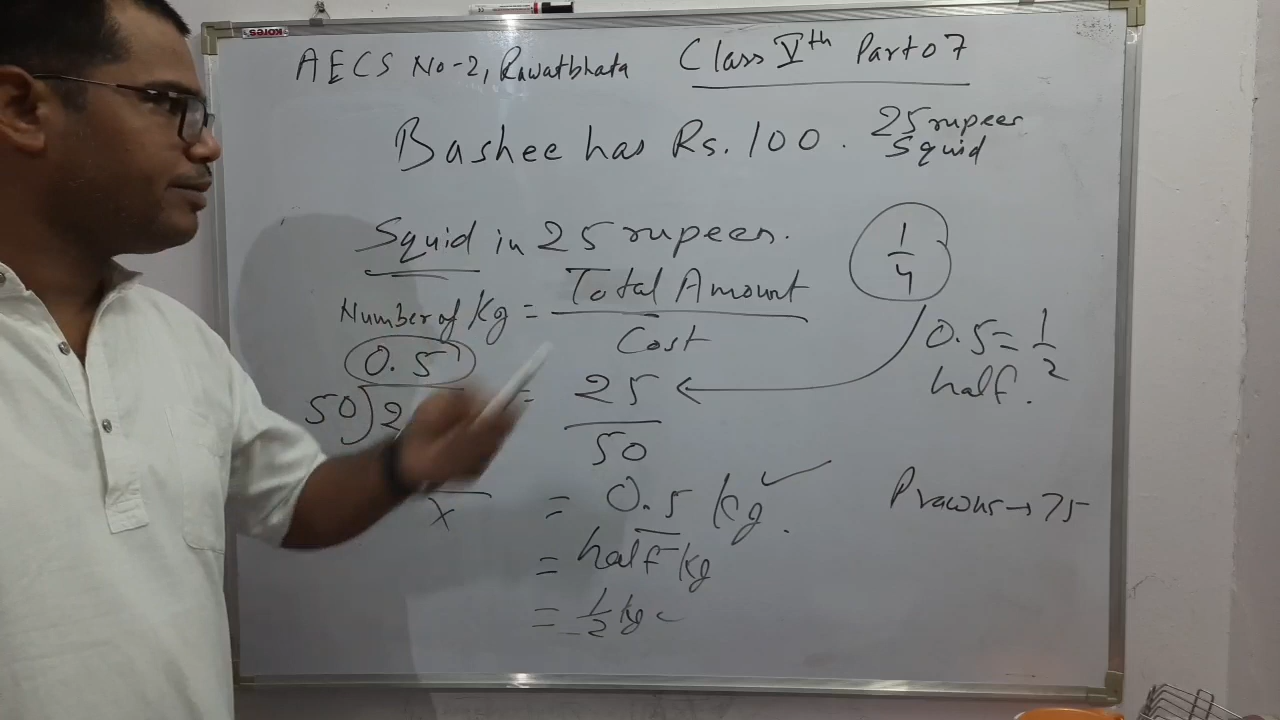 Kores
AECS No-2, Rawatbhata Class Vth Part 07
Bashee has Rs. 100. 25 rupees
Squid
Squid in 25 rupees.
1
4
Number of Kg = Total Amount
Cost
0.5
50)2
= 25
50
0.5 = 1
2
half.
= 0.5 kg.
x
= half kg
= 1/2 kg
Prawns → 75